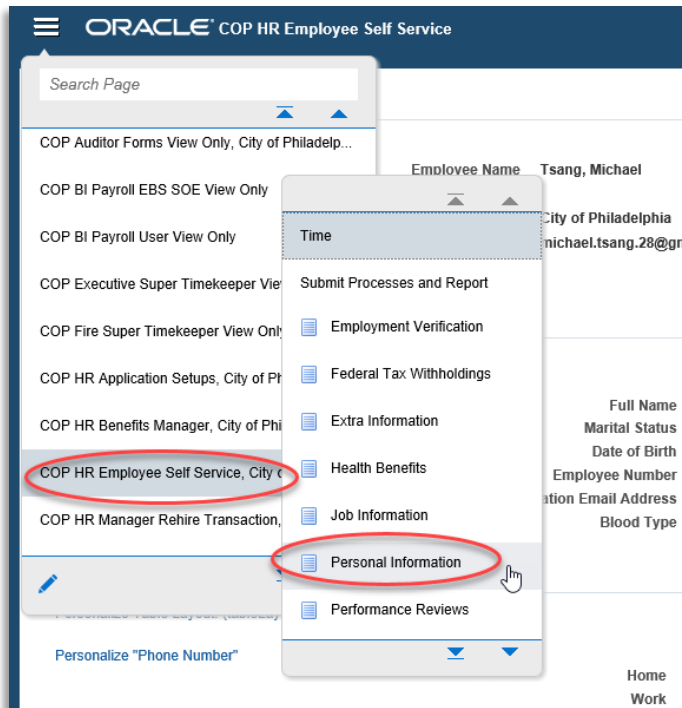 ORACLE COP HR Employee Self Service
Search Page
COP Auditor Forms View Only, City of Philadelp...
COP BI Payroll EBS SOE View Only
COP BI Payroll User View Only
COP Executive Super Timekeeper Vie
COP Fire Super Timekeeper View Onl
COP HR Application Setups, City of Ph
COP HR Benefits Manager, City of Phi
COP HR Employee Self Service, City o
COP HR Manager Rehire Transaction,
Personalize "Phone Number"
Time
Submit Processes and Report
Employment Verification
Federal Tax Withholdings
Extra Information
Health Benefits
Job Information
Personal Information
Performance Reviews
Employee Name Tsang, Michael
City of Philadelphia
michael.tsang.28@gm
Full Name
Marital Status
Date of Birth
Employee Number
ation Email Address
Blood Type
Home
Work